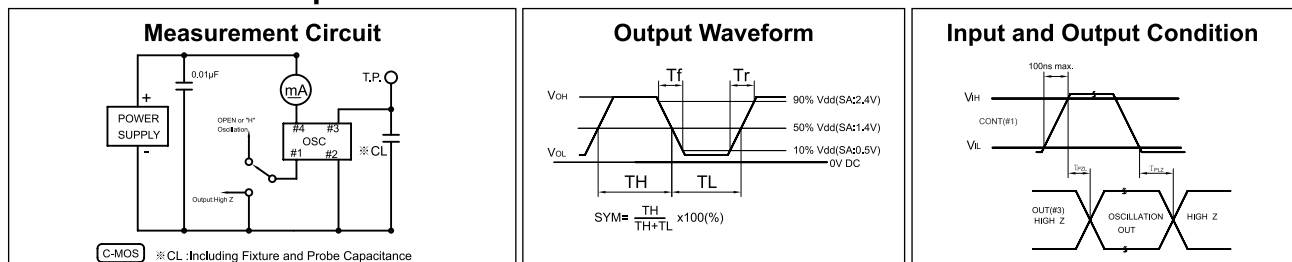 Measurement Circuit
0.01µF
mA
T.P.
+
POWER
SUPPLY
-
OPEN or "H"
Oscillation
#4 #3
OSC
#1 #2
※CL
Output:High Z
C-MOS ※CL :Including Fixture and Probe Capacitance
Output Waveform
Tf Tr
VOH
90% Vdd(SA:2.4V)
50% Vdd(SA:1.4V)
VOL
10% Vdd(SA:0.5V)
0V DC
TH TL
SYM= TH
TH+TL x100(%)
Input and Output Condition
100ns max.
VIH
CONT(#1)
VIL
TPZL TPLZ
OUT(#3)
HIGH Z
OSCILLATION
OUT
HIGH Z